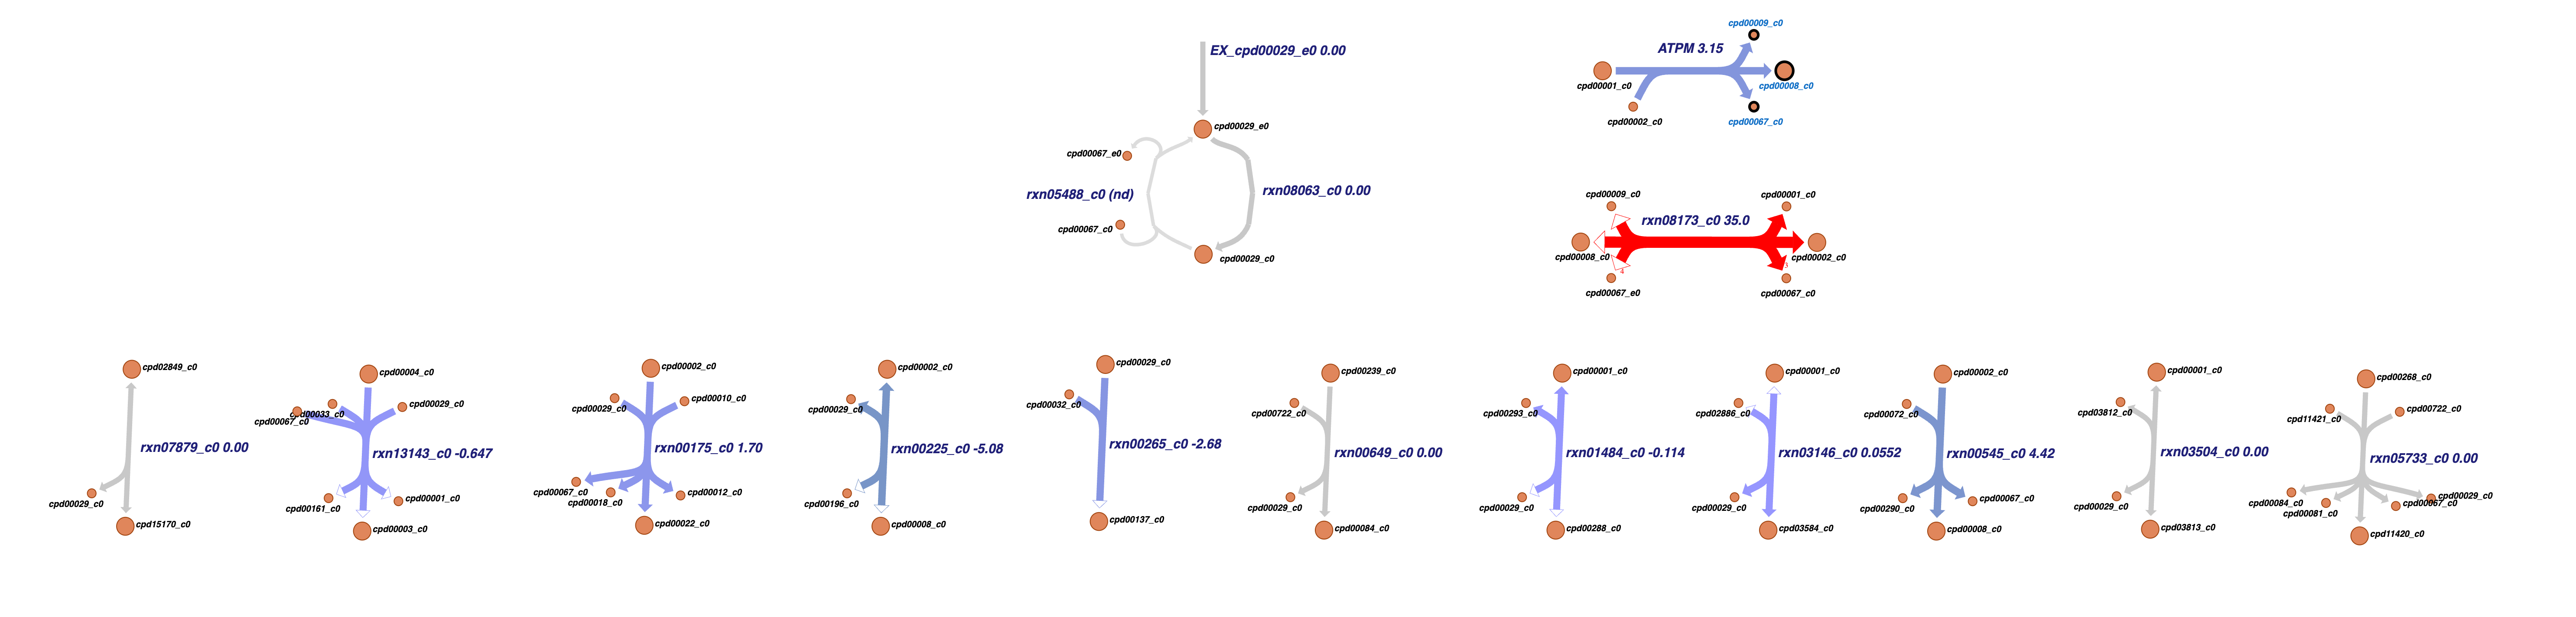 cpd00009_c0
EX_cpd00029_e0 0.00
ATPM 3.15
cpd00001_c0
cpd00008_c0
cpd00002_c0
cpd00067_c0
cpd00029_e0
cpd00067_e0
rxn05488_c0 (nd)
rxn08063_c0 0.00
cpd00067_c0
cpd00029_c0
cpd00009_c0
cpd00001_c0
rxn08173_c0 35.0
cpd00008_c0
cpd00002_c0
cpd00067_e0
cpd00067_c0
cpd02849_c0
rxn07879_c0 0.00
cpd00029_c0
cpd15170_c0
cpd00004_c0
cpd00033_c0
cpd00029_c0
cpd00067_c0
rxn13143_c0 -0.647
cpd00161_c0
cpd00001_c0
cpd00003_c0
cpd00002_c0
cpd00029_c0
cpd00010_c0
rxn00175_c0 1.70
cpd00067_c0
cpd00018_c0
cpd00012_c0
cpd00022_c0
cpd00002_c0
cpd00029_c0
rxn00225_c0 -5.08
cpd00196_c0
cpd00008_c0
cpd00029_c0
cpd00032_c0
rxn00265_c0 -2.68
cpd00137_c0
cpd00239_c0
cpd00722_c0
rxn00649_c0 0.00
cpd00029_c0
cpd00084_c0
cpd00001_c0
cpd00293_c0
rxn01484_c0 -0.114
cpd00029_c0
cpd00288_c0
cpd00001_c0
cpd02886_c0
rxn03146_c0 0.0552
cpd00029_c0
cpd03584_c0
cpd00002_c0
cpd00072_c0
rxn00545_c0 4.42
cpd00290_c0
cpd00067_c0
cpd00008_c0
cpd00001_c0
cpd03812_c0
rxn03504_c0 0.00
cpd00029_c0
cpd03813_c0
cpd00268_c0
cpd11421_c0
cpd00722_c0
rxn05733_c0 0.00
cpd00084_c0
cpd00081_c0
cpd00067_c0
cpd00029_c0
cpd11420_c0